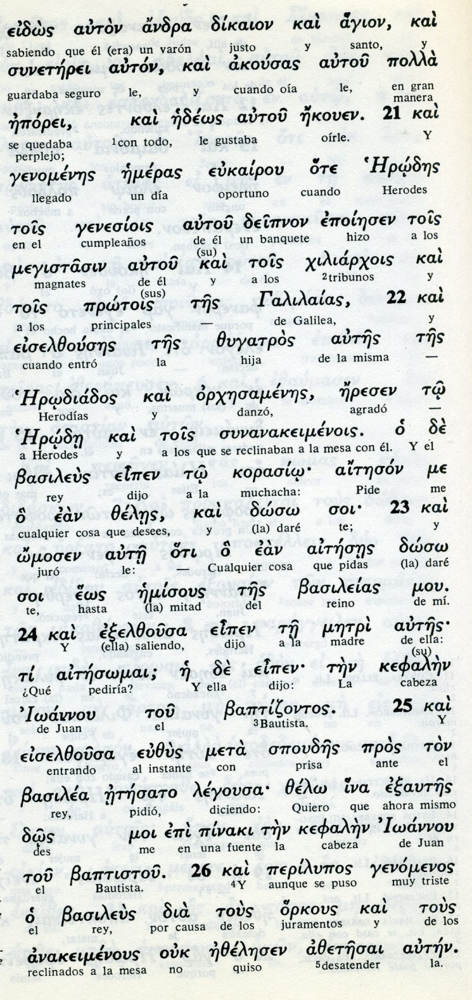 εἰδὼς αὐτὸν ἄνδρα δίκαιον καὶ ἅγιον, καὶ
sabiendo que él (era) un varón justo y santo, y
συνετήρει αὐτόν, καὶ ἀκούσας αὐτοῦ πολλὰ
guardaba seguro le, y cuando oía le, en gran
manera
ἠπόρει, καὶ ἡδέως αὐτοῦ ἤκουεν. 21 καὶ
se quedaba 1con todo, le gustaba oírle. Y
perplejo;
γενομένης ἡμέρας εὐκαίρου ὅτε Ἡρῴδης
llegado un día oportuno cuando Herodes
τοῖς γενεσίοις αὐτοῦ δεῖπνον ἐποίησεν τοῖς
en el cumpleaños de él un banquete hizo a los
(su)
μεγιστᾶσιν αὐτοῦ καὶ τοῖς χιλιάρχοις καὶ
magnates de él y a los 2tribunos y
(sus)
τοῖς πρώτοις τῆς Γαλιλαίας, 22 καὶ
a los principales — de Galilea, y
εἰσελθούσης τῆς θυγατρὸς αὐτῆς τῆς
cuando entró la hija de la misma —
Ἡρῳδιάδος καὶ ὀρχησαμένης, ἤρεσεν τῷ
Herodías y danzó, agradó —
Ἡρῴδῃ καὶ τοῖς συνανακειμένοις. ὁ δὲ
a Herodes y a los que se reclinaban a la mesa con él. Y el
βασιλεὺς εἶπεν τῷ κορασίῳ· αἴτησόν με
rey dijo a la muchacha: Pide me
ὃ ἐὰν θέλῃς, καὶ δώσω σοι· 23 καὶ
cualquier cosa que desees, y (la) daré te; y
ὤμοσεν αὐτῇ ὅτι ὃ ἐὰν αἰτήσῃς δώσω
juró le: — Cualquier cosa que pidas (la) daré
σοι ἕως ἡμίσους τῆς βασιλείας μου.
te, hasta (la) mitad del reino de mí.
24 καὶ ἐξελθοῦσα εἶπεν τῇ μητρὶ αὐτῆς·
Y (ella) saliendo, dijo a la madre de ella:
(su)
τί αἰτήσωμαι; ἡ δὲ εἶπεν· τὴν κεφαλὴν
¿Qué pediría? Y ella dijo: La cabeza
Ἰωάννου τοῦ βαπτίζοντος. 25 καὶ
de Juan el 3Bautista. Y
εἰσελθοῦσα εὐθὺς μετὰ σπουδῆς πρὸς τὸν
entrando al instante con prisa ante el
βασιλέα ᾐτήσατο λέγουσα· θέλω ἵνα ἐξαυτῆς
rey, pidió, diciendo: Quiero que ahora mismo
δῷς μοι ἐπὶ πίνακι τὴν κεφαλὴν Ἰωάννου
des me en una fuente la cabeza de Juan
τοῦ βαπτιστοῦ. 26 καὶ περίλυπος γενόμενος
el Bautista. 4Y aunque se puso muy triste
ὁ βασιλεὺς διὰ τοὺς ὅρκους καὶ τοὺς
el rey, por causa de los juramentos y de los
ἀνακειμένους οὐκ ἠθέλησεν ἀθετῆσαι αὐτήν.
reclinados a la mesa no quiso 5desatender la.